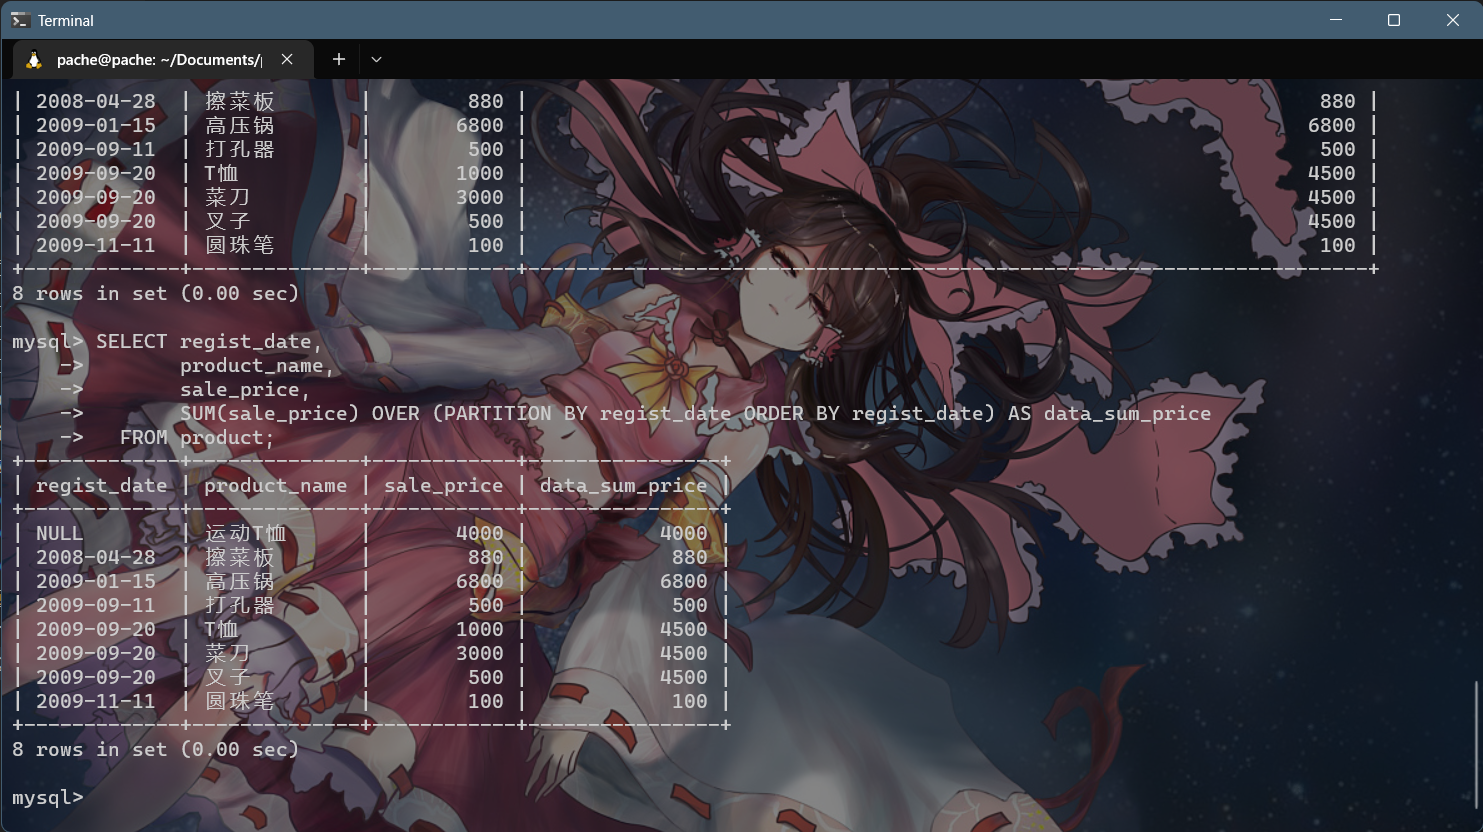 Terminal
pache@pache: ~/Documents/p
| 2008-04-28  | 擦菜板       |        880 |                                                                  880 |
| 2009-01-15  | 高压锅       |       6800 |                                                                 6800 |
| 2009-09-11  | 打孔器       |        500 |                                                                  500 |
| 2009-09-20  | T恤          |       1000 |                                                                 4500 |
| 2009-09-20  | 菜刀         |       3000 |                                                                 4500 |
| 2009-09-20  | 叉子         |        500 |                                                                 4500 |
| 2009-11-11  | 圆珠笔       |        100 |                                                                  100 |
+-------------+--------------+------------+----------------------------------------------------------------------+
8 rows in set (0.00 sec)
mysql> SELECT regist_date,
    ->        product_name,
    ->        sale_price,
    ->        SUM(sale_price) OVER (PARTITION BY regist_date ORDER BY regist_date) AS data_sum_price
    ->   FROM product;
+-------------+--------------+------------+----------------+
| regist_date | product_name | sale_price | data_sum_price |
+-------------+--------------+------------+----------------+
| NULL        | 运动T恤      |       4000 |           4000 |
| 2008-04-28  | 擦菜板       |        880 |            880 |
| 2009-01-15  | 高压锅       |       6800 |           6800 |
| 2009-09-11  | 打孔器       |        500 |            500 |
| 2009-09-20  | T恤          |       1000 |           4500 |
| 2009-09-20  | 菜刀         |       3000 |           4500 |
| 2009-09-20  | 叉子         |        500 |           4500 |
| 2009-11-11  | 圆珠笔       |        100 |            100 |
+-------------+--------------+------------+----------------+
8 rows in set (0.00 sec)
mysql>